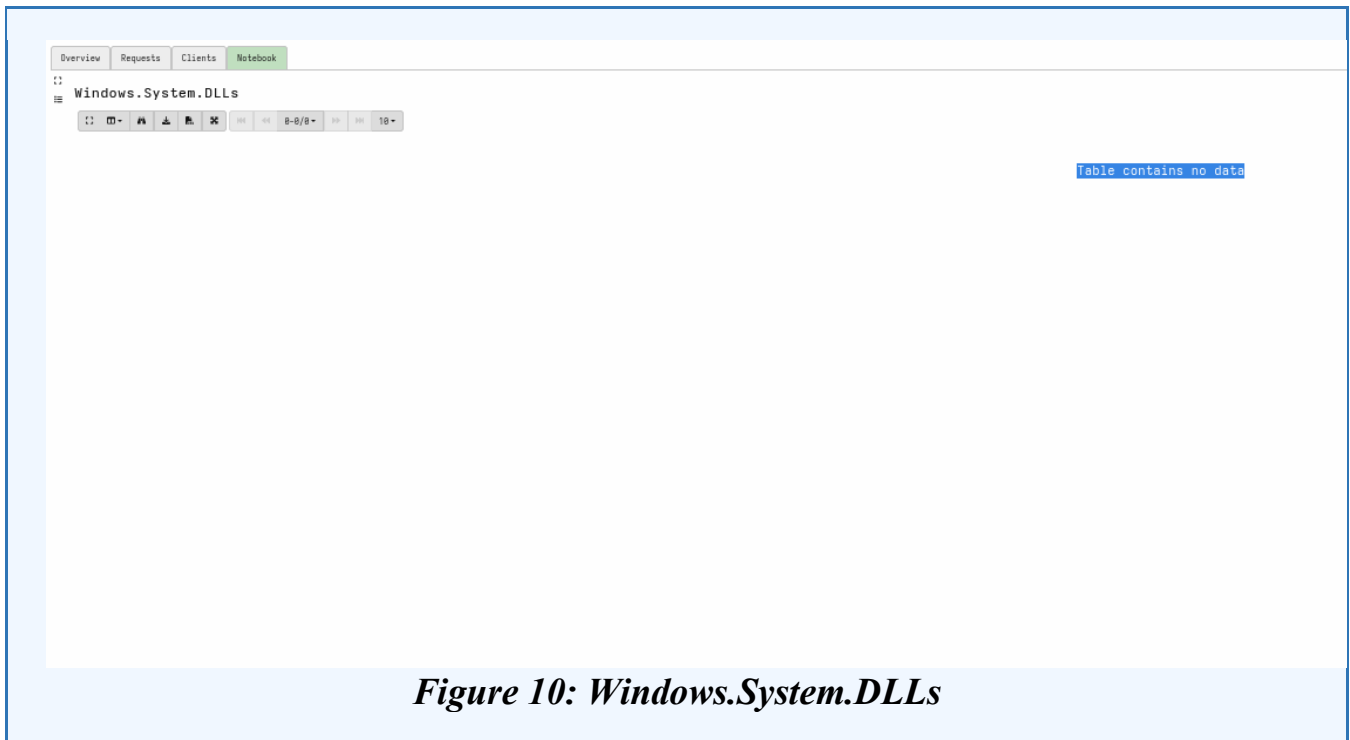 Overview Requests Clients Notebook
Windows.System.DLLs
0-0/0 10
Table contains no data
Figure 10: Windows.System.DLLs